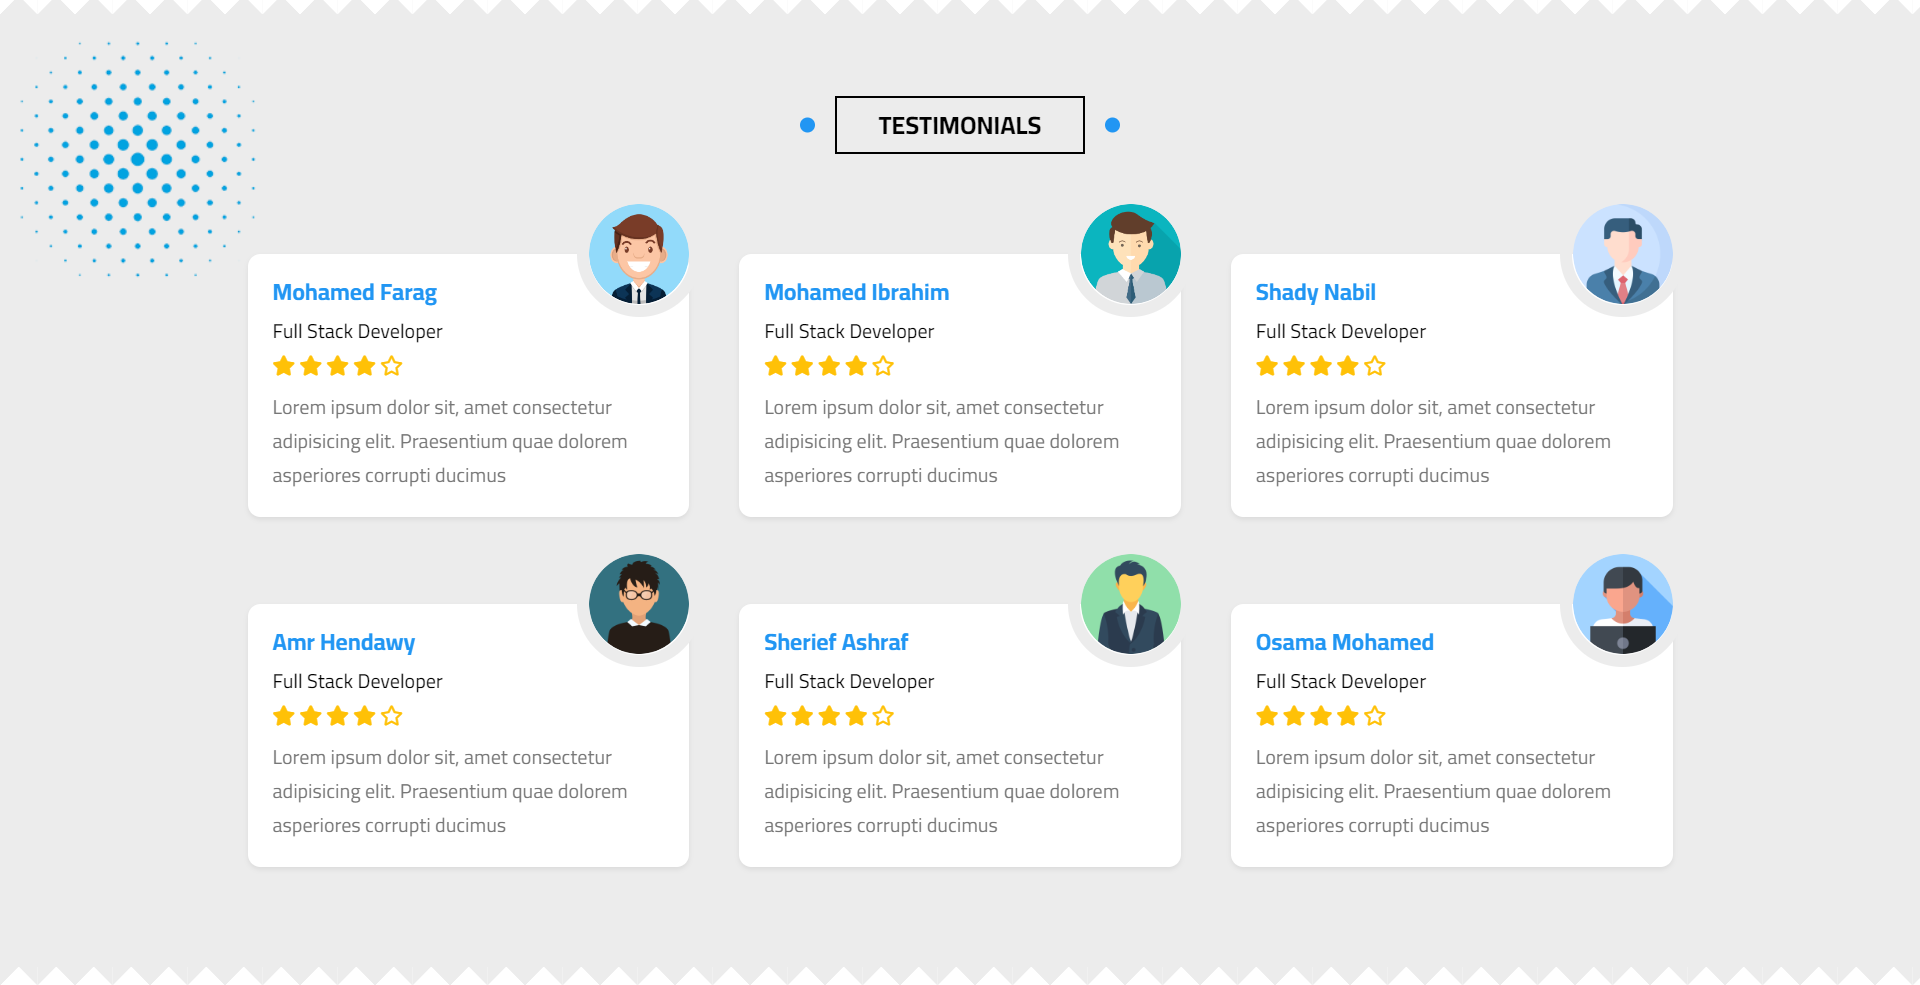 TESTIMONIALS
Mohamed Farag
Full Stack Developer
Lorem ipsum dolor sit, amet consectetur
adipisicing elit. Praesentium quae dolorem
asperiores corrupti ducimus
Mohamed Ibrahim
Full Stack Developer
Lorem ipsum dolor sit, amet consectetur
adipisicing elit. Praesentium quae dolorem
asperiores corrupti ducimus
Shady Nabil
Full Stack Developer
Lorem ipsum dolor sit, amet consectetur
adipisicing elit. Praesentium quae dolorem
asperiores corrupti ducimus
Amr Hendawy
Full Stack Developer
Lorem ipsum dolor sit, amet consectetur
adipisicing elit. Praesentium quae dolorem
asperiores corrupti ducimus
Sherief Ashraf
Full Stack Developer
Lorem ipsum dolor sit, amet consectetur
adipisicing elit. Praesentium quae dolorem
asperiores corrupti ducimus
Osama Mohamed
Full Stack Developer
Lorem ipsum dolor sit, amet consectetur
adipisicing elit. Praesentium quae dolorem
asperiores corrupti ducimus